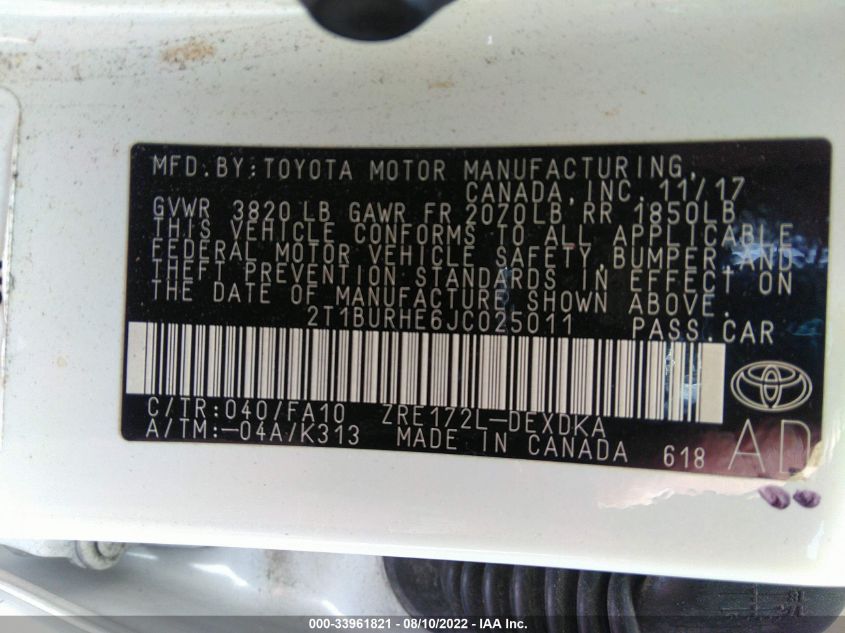 MFD.BY:TOYOTA MOTOR MANUFACTURING,
CANADA,INC. 11/17
GVWR 3820 LB GAWR FR 2070LB RR 1850LB
THIS VEHICLE CONFORMS TO ALL APPLICABLE
FEDERAL MOTOR VEHICLE SAFETY,BUMPER AND
THEFT PREVENTION STANDARDS IN EFFECT ON
THE DATE OF MANUFACTURE SHOWN ABOVE.
2T1BURHE6JC025011 PASS.CAR
C/TR:040/FA10 ZRE172L-DEXDKA
A/TM:-04A/K313 MADE IN CANADA 618 AD
000-33961821 - 08/10/2022 - IAA Inc.